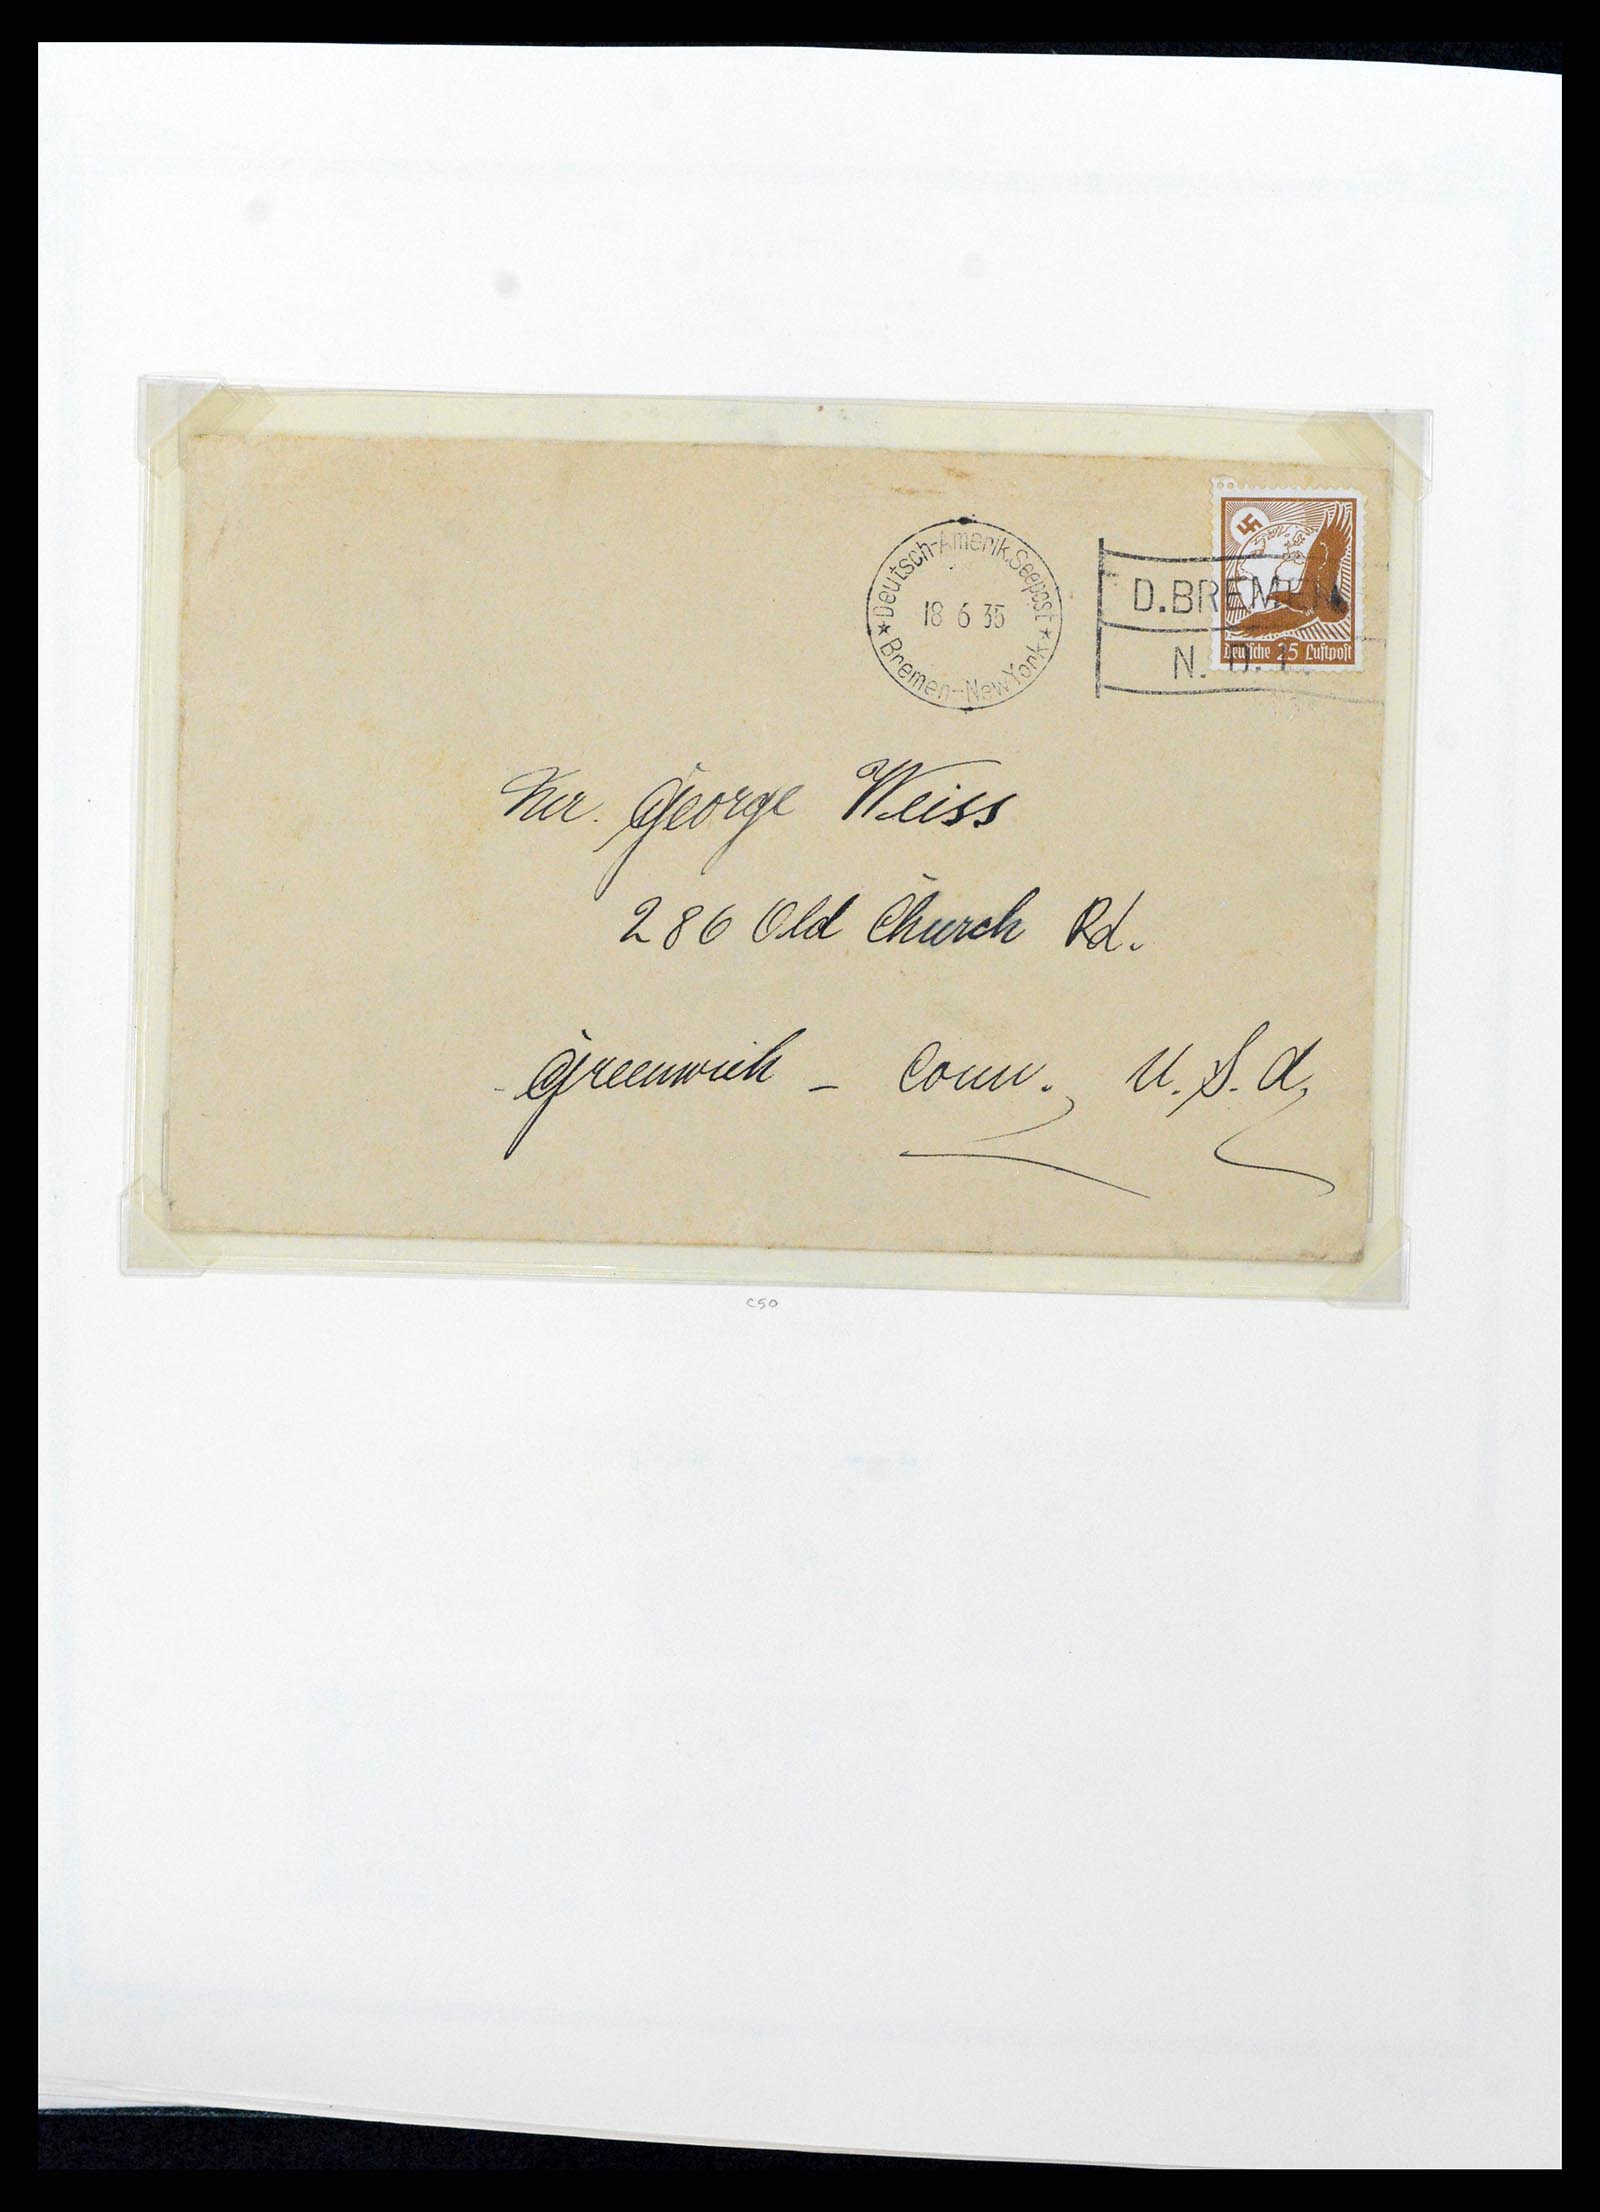 ★ Deutsch-Amerik. Seepost ★
18 6 35
Bremen-New York
D. BREMEN
N. D. L.
Deutsche 25 Luftpost
Mr. George Weiss
286 Old Church Rd.
Greenwich - Conn., U.S.A.
C50